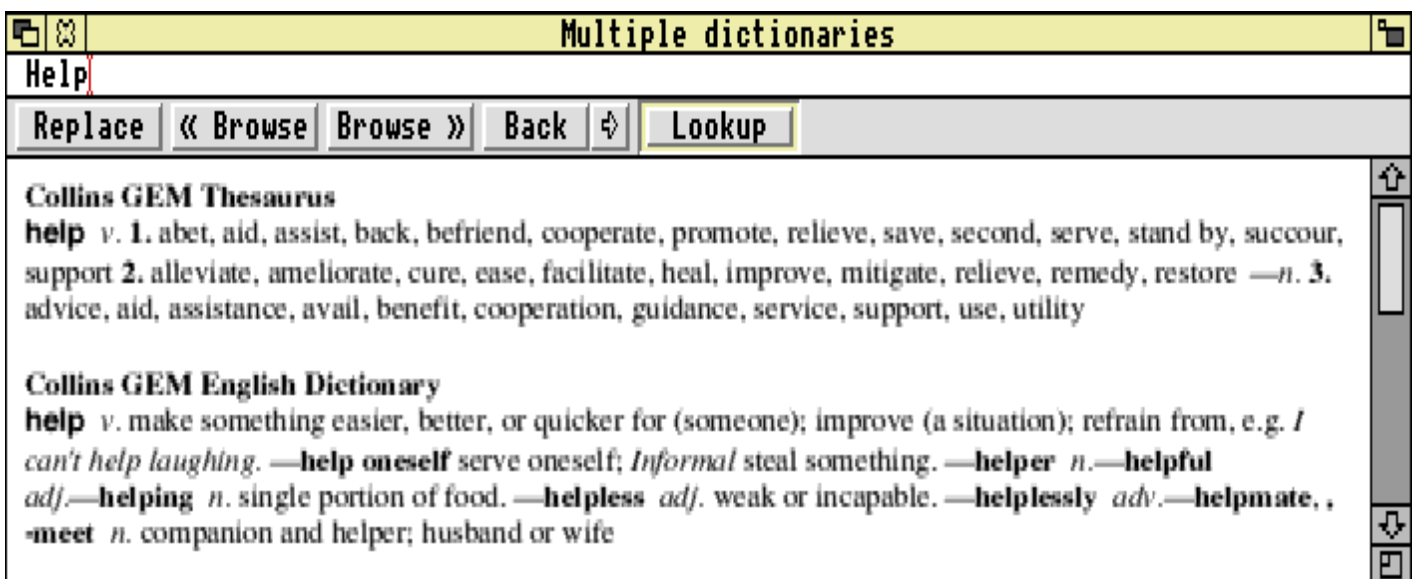 Multiple dictionaries
Help
Replace « Browse Browse » Back Lookup
Collins GEM Thesaurus
help v. 1. abet, aid, assist, back, befriend, cooperate, promote, relieve, save, second, serve, stand by, succour,
support 2. alleviate, ameliorate, cure, ease, facilitate, heal, improve, mitigate, relieve, remedy, restore —n. 3.
advice, aid, assistance, avail, benefit, cooperation, guidance, service, support, use, utility
Collins GEM English Dictionary
help v. make something easier, better, or quicker for (someone); improve (a situation); refrain from, e.g. I
can't help laughing. —help oneself serve oneself; Informal steal something. —helper n.—helpful
adj.—helping n. single portion of food. —helpless adj. weak or incapable. —helplessly adv.—helpmate, ,
-meet n. companion and helper; husband or wife